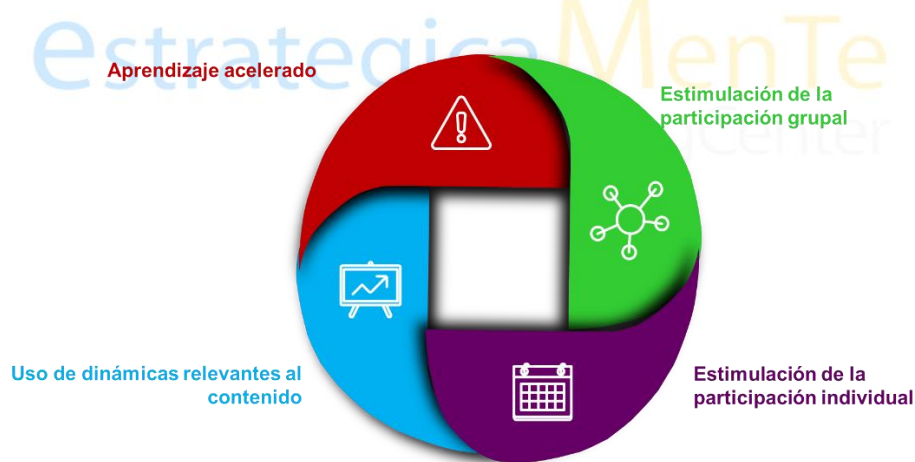 estrategicaMenTe
Aprendizaje acelerado
Estimulación de la
participación grupal
Uso de dinámicas relevantes al
contenido
Estimulación de la
participación individual